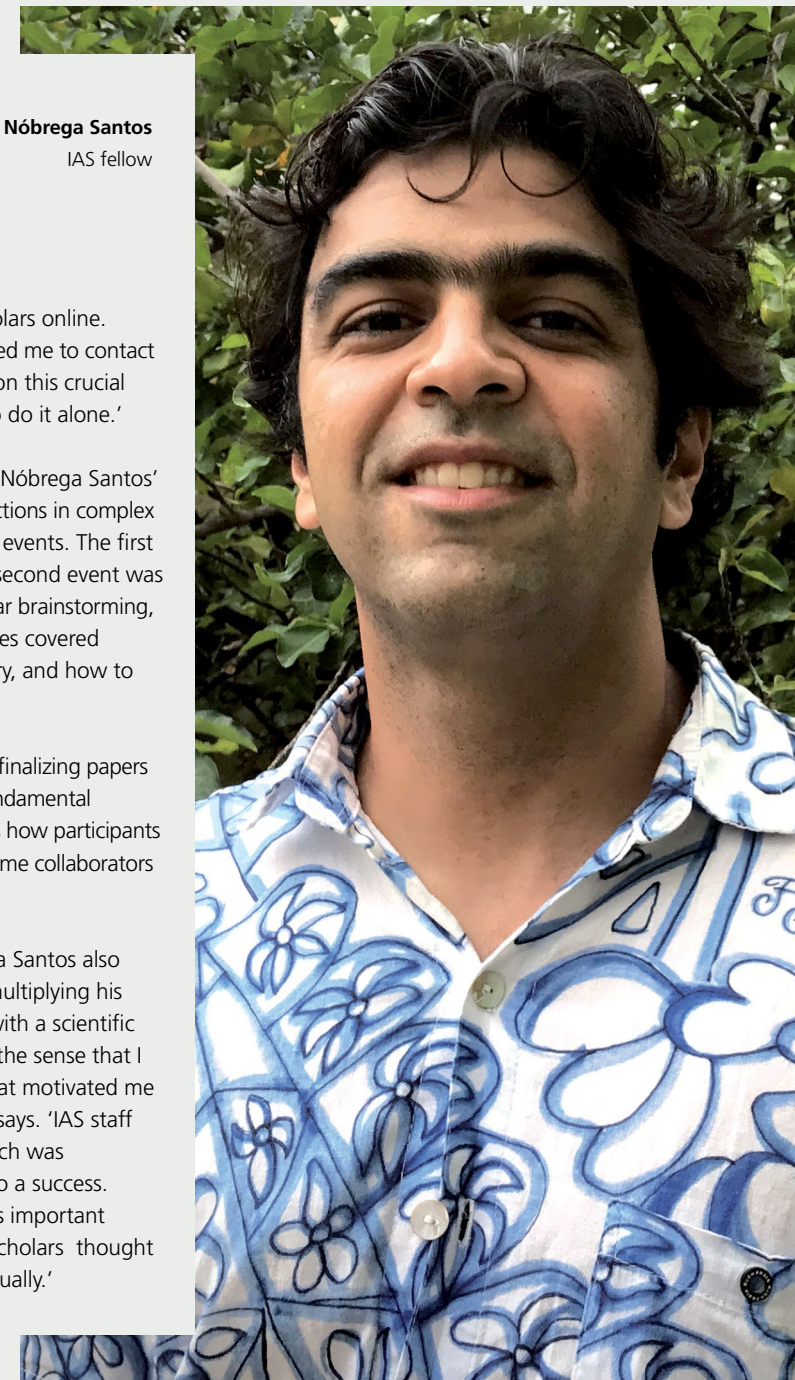 Nóbrega Santos
IAS fellow
lars online.
ed me to contact
on this crucial
do it alone.’
Nóbrega Santos’
ctions in complex
events. The first
second event was
ar brainstorming,
es covered
ry, and how to
finalizing papers
ndamental
how participants
me collaborators
a Santos also
multiplying his
with a scientific
the sense that I
at motivated me
says. ‘IAS staff
ch was
o a success.
s important
cholars thought
ually.’